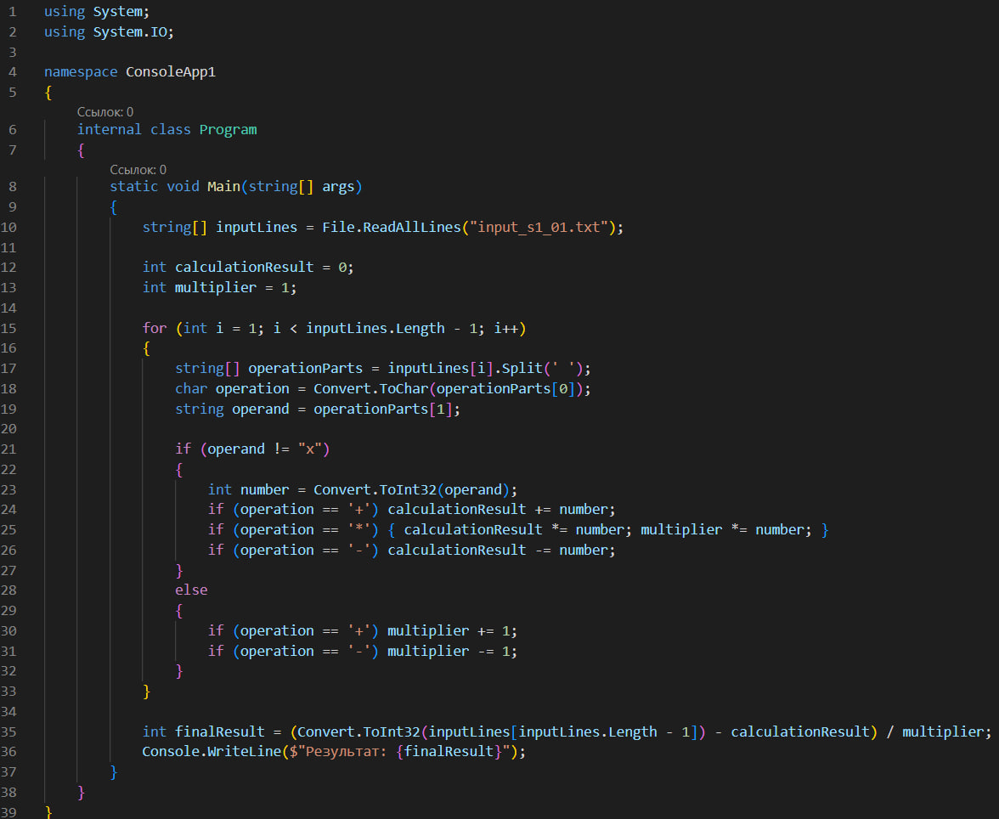 1 using System;
2 using System.IO;
3
4 namespace ConsoleApp1
5 {
Ссылок: 0
6 internal class Program
7 {
Ссылок: 0
8 static void Main(string[] args)
9 {
10 string[] inputLines = File.ReadAllLines("input_s1_01.txt");
11
12 int calculationResult = 0;
13 int multiplier = 1;
14
15 for (int i = 1; i < inputLines.Length - 1; i++)
16 {
17 string[] operationParts = inputLines[i].Split(' ');
18 char operation = Convert.ToChar(operationParts[0]);
19 string operand = operationParts[1];
20
21 if (operand != "x")
22 {
23 int number = Convert.ToInt32(operand);
24 if (operation == '+') calculationResult += number;
25 if (operation == '*') { calculationResult *= number; multiplier *= number; }
26 if (operation == '-') calculationResult -= number;
27 }
28 else
29 {
30 if (operation == '+') multiplier += 1;
31 if (operation == '-') multiplier -= 1;
32 }
33 }
34
35 int finalResult = (Convert.ToInt32(inputLines[inputLines.Length - 1]) - calculationResult) / multiplier;
36 Console.WriteLine($"Результат: {finalResult}");
37 }
38 }
39 }